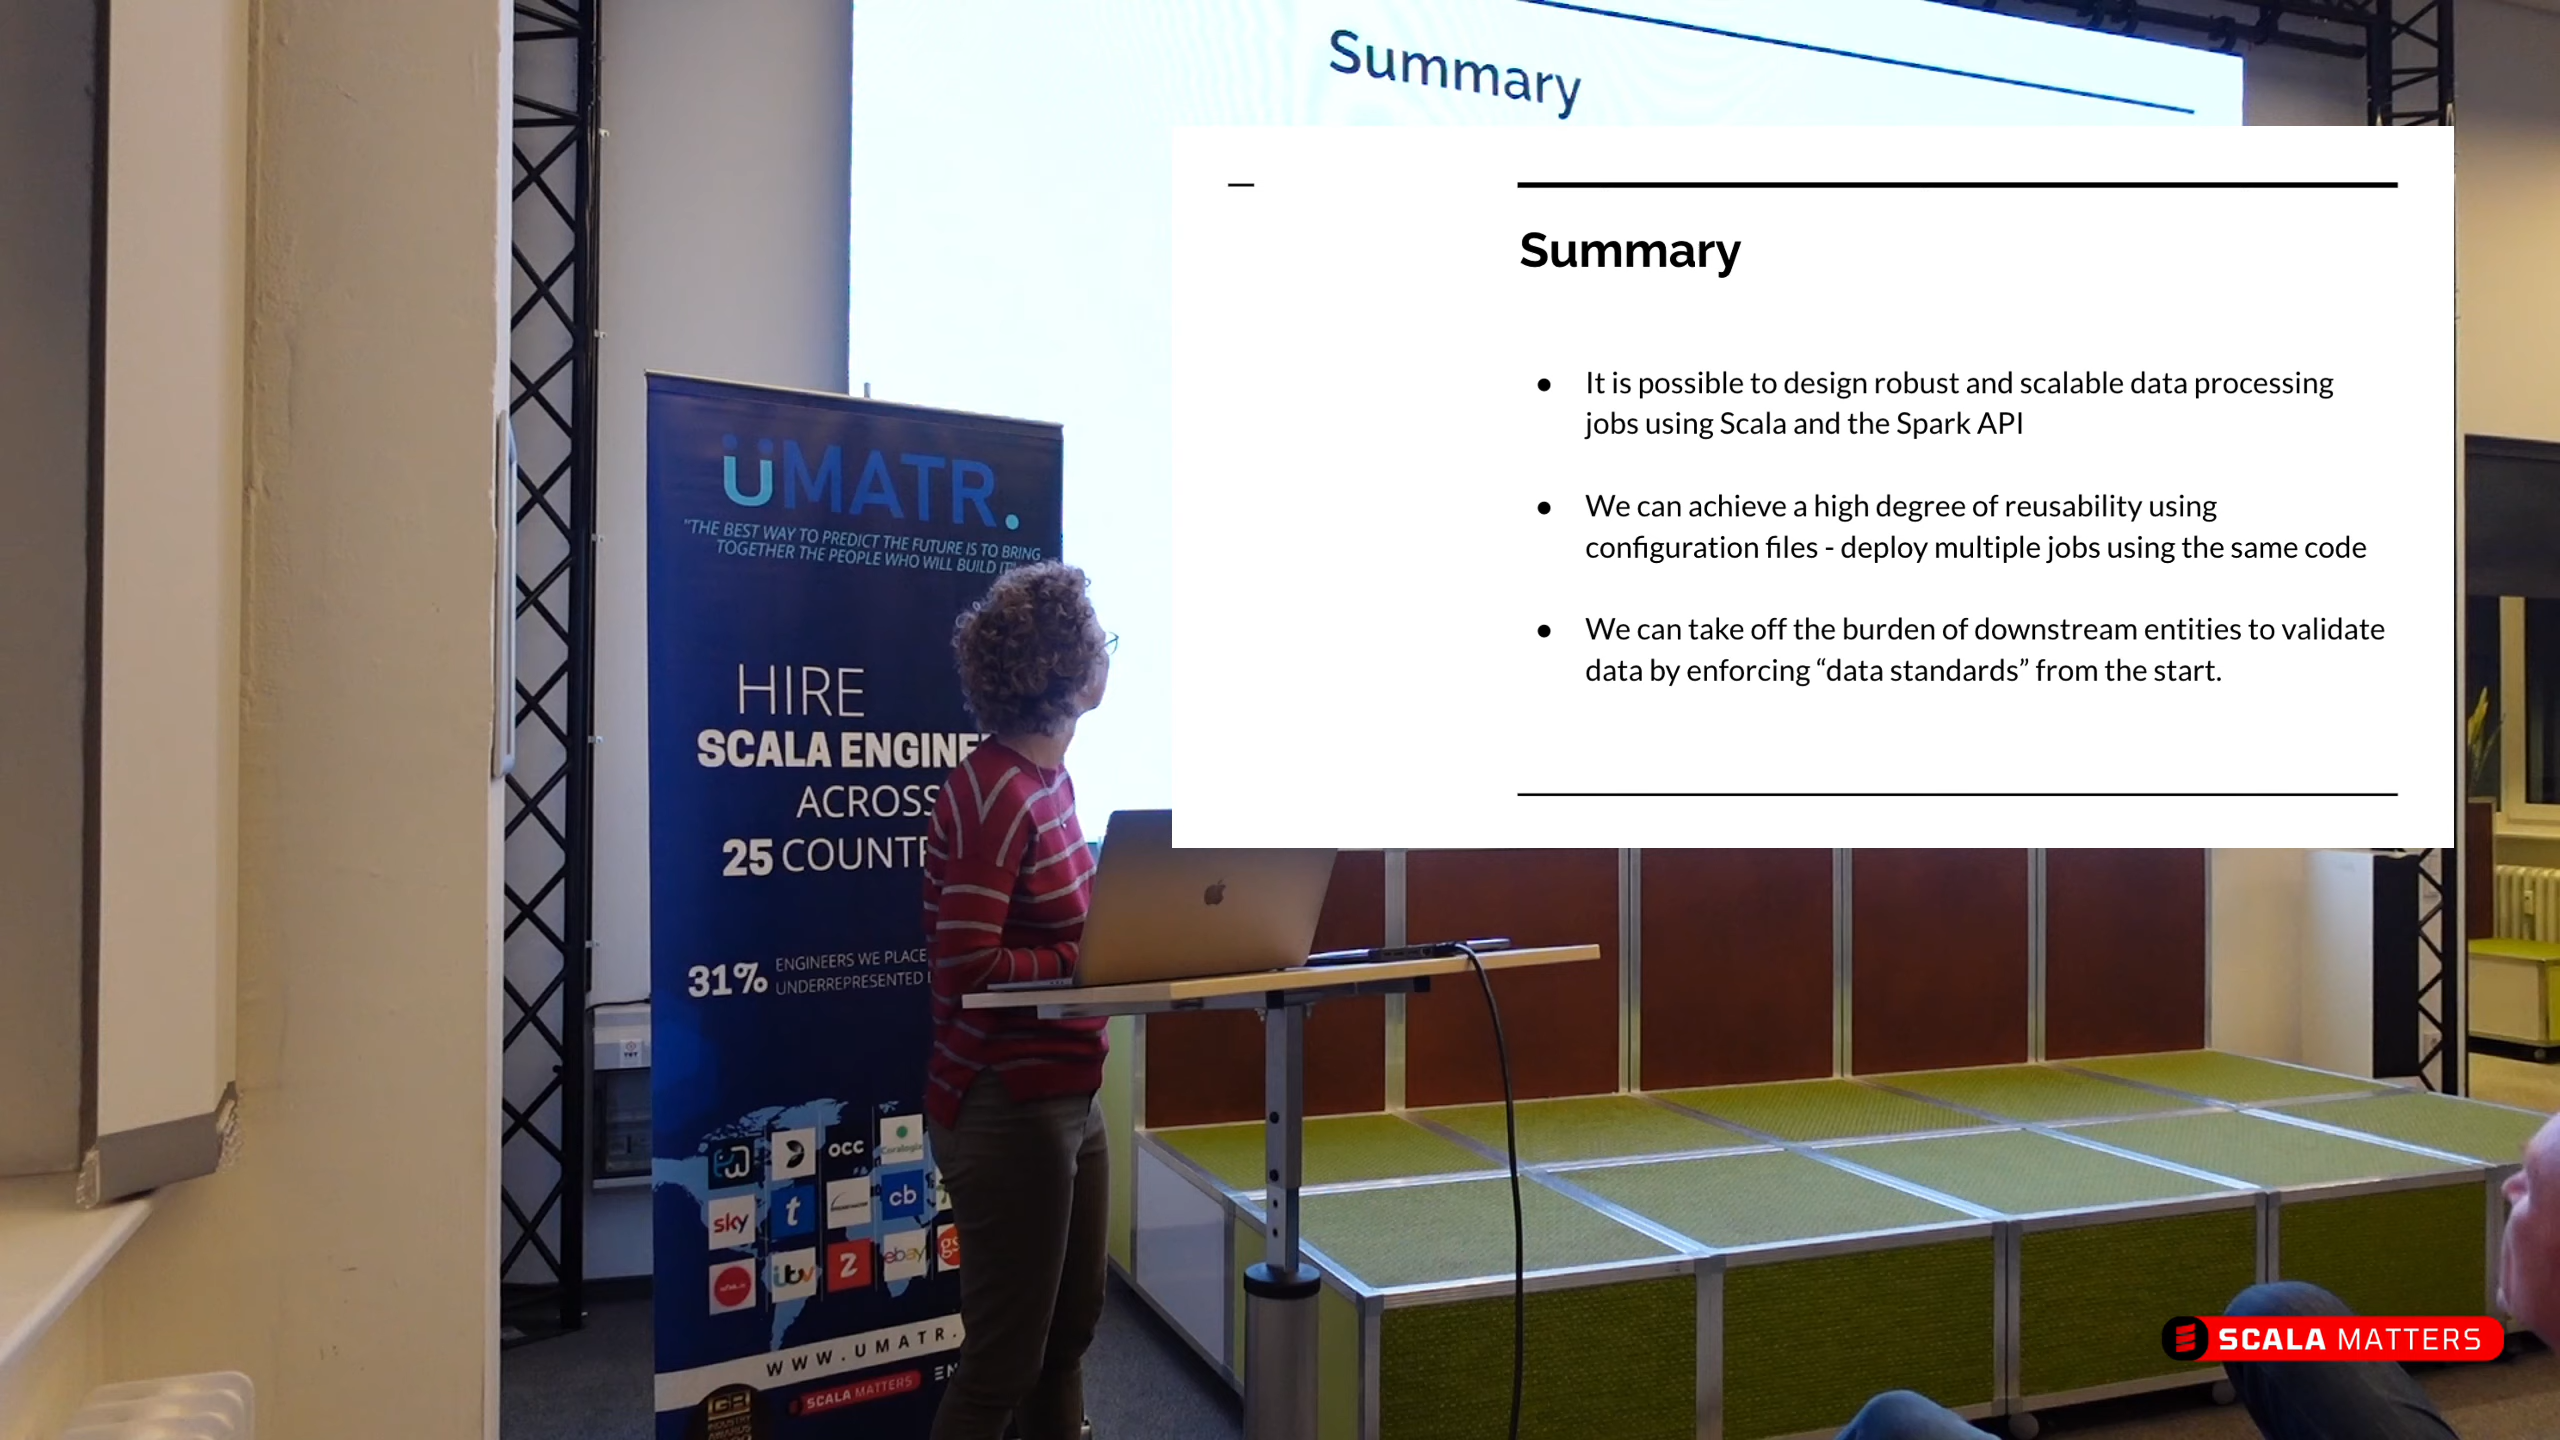 Summary
Summary
● It is possible to design robust and scalable data processing
jobs using Scala and the Spark API
● We can achieve a high degree of reusability using
configuration files - deploy multiple jobs using the same code
● We can take off the burden of downstream entities to validate
data by enforcing “data standards” from the start.
üMATR.
"THE BEST WAY TO PREDICT THE FUTURE IS TO BRING
TOGETHER THE PEOPLE WHO WILL BUILD IT
HIRE
SCALA ENGINE
ACROSS
25 COUNT
31% ENGINEERS WE PLACE
UNDERREPRESENTED
occ
Coralogix
sky
t
cb
itv
2
ebay
WWW.UMATR.
SCALA MATTERS
EN
SCALA MATTERS